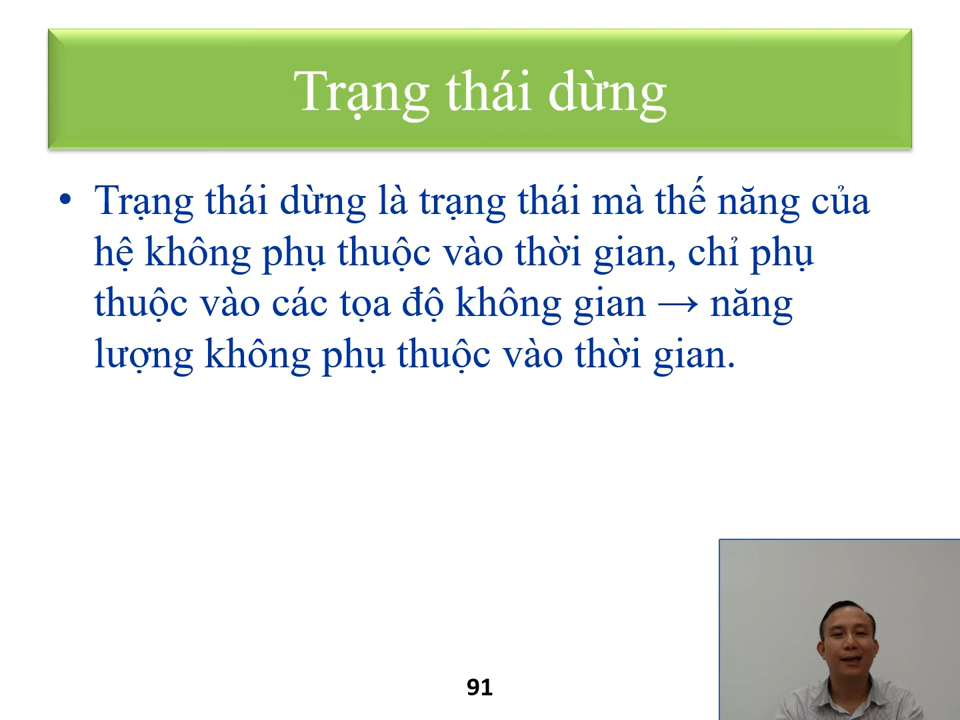 Trạng thái dừng
• Trạng thái dừng là trạng thái mà thế năng của
hệ không phụ thuộc vào thời gian, chỉ phụ
thuộc vào các tọa độ không gian → năng
lượng không phụ thuộc vào thời gian.
91